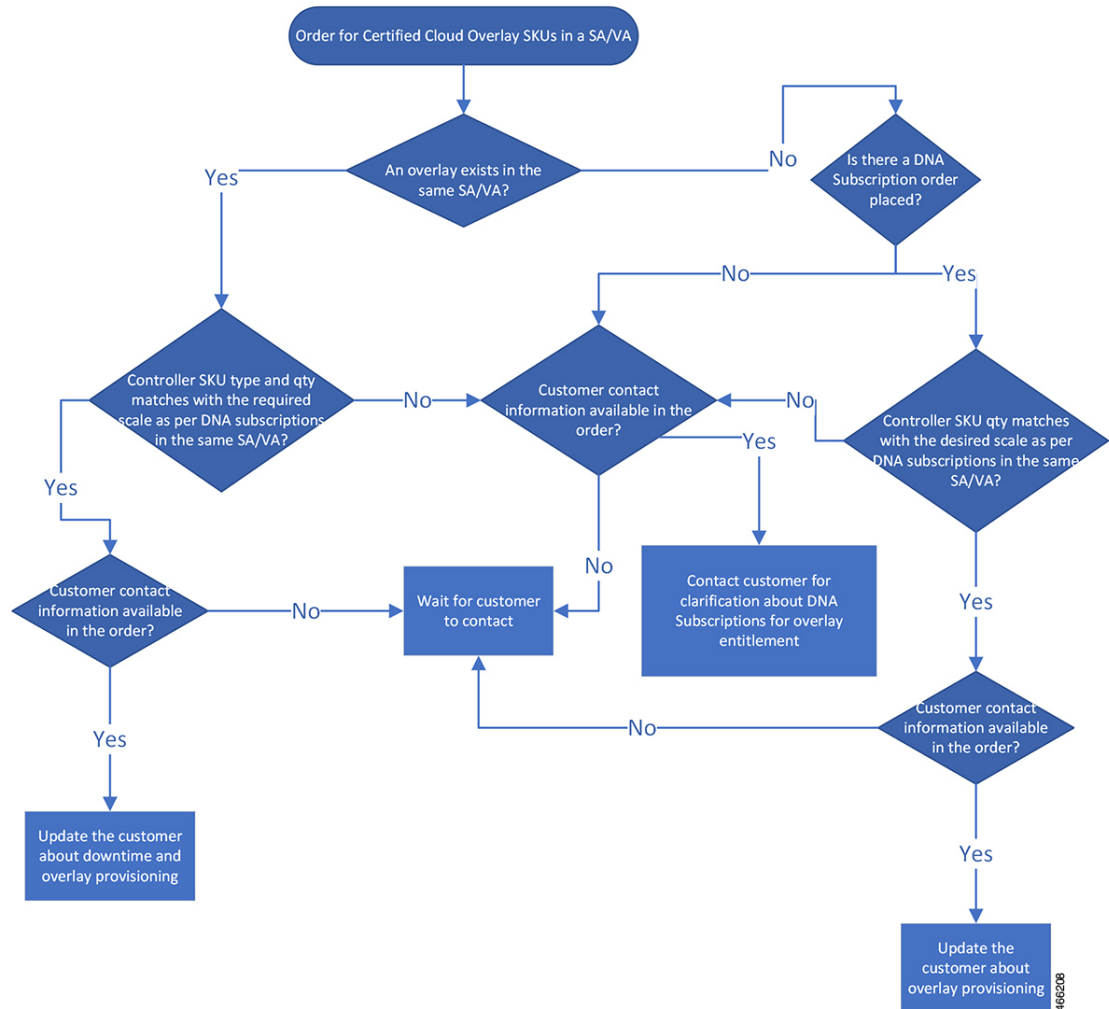 Order for Certified Cloud Overlay SKUs in a SA/VA
An overlay exists in the
same SA/VA?
No
Is there a DNA
Subscription order
placed?
Yes
No
Yes
Controller SKU type and qty
matches with the required
scale as per DNA subscriptions
in the same SA/VA?
No
Customer contact
information available in the
order?
No
Controller SKU qty matches
with the desired scale as per
DNA subscriptions in the same
SA/VA?
Yes
Yes
No
Customer contact
information available
in the order?
No
Wait for customer
to contact
Contact customer for
clarification about DNA
Subscriptions for overlay
entitlement
Yes
Customer contact
information available
in the order?
No
Yes
Yes
Update the customer
about downtime and
overlay provisioning
Update the
customer about
overlay provisioning
466208